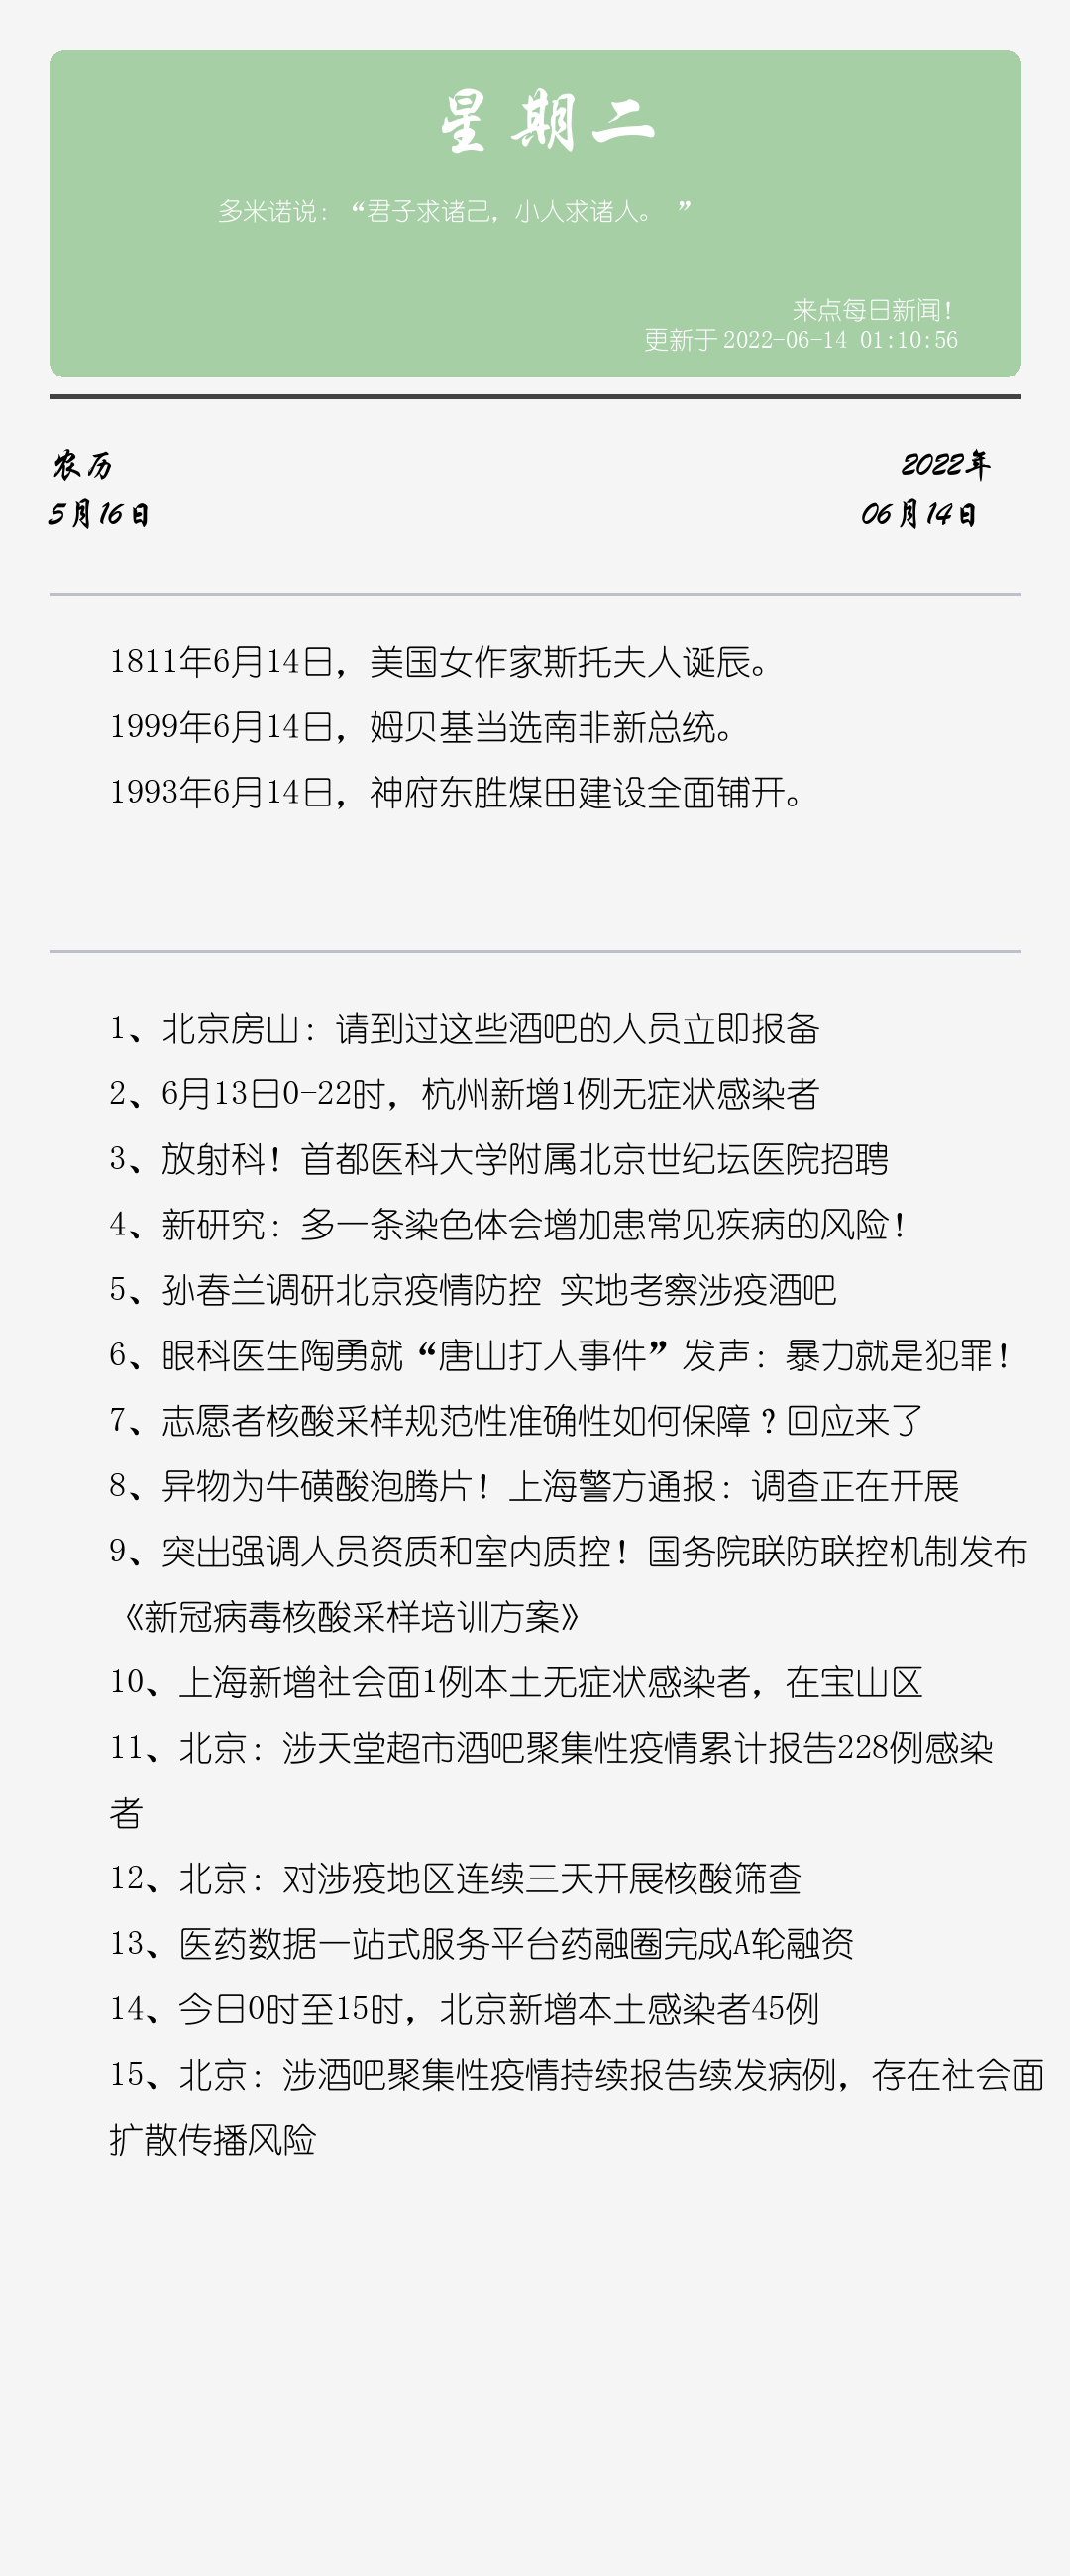 星期二
多米诺说：“君子求诸己，小人求诸人。 ”
来点每日新闻！
更新于 2022-06-14 01:10:56
农历
2022年
5月16日
06月14日
1811年6月14日，美国女作家斯托夫人诞辰。
1999年6月14日，姆贝基当选南非新总统。
1993年6月14日，神府东胜煤田建设全面铺开。
1、北京房山：请到过这些酒吧的人员立即报备
2、6月13日0-22时，杭州新增1例无症状感染者
3、放射科！首都医科大学附属北京世纪坛医院招聘
4、新研究：多一条染色体会增加患常见疾病的风险！
5、孙春兰调研北京疫情防控 实地考察涉疫酒吧
6、眼科医生陶勇就“唐山打人事件”发声：暴力就是犯罪！
7、志愿者核酸采样规范性准确性如何保障？回应来了
8、异物为牛磺酸泡腾片！上海警方通报：调查正在开展
9、突出强调人员资质和室内质控！国务院联防联控机制发布
《新冠病毒核酸采样培训方案》
10、上海新增社会面1例本土无症状感染者，在宝山区
11、北京：涉天堂超市酒吧聚集性疫情累计报告228例感染
者
12、北京：对涉疫地区连续三天开展核酸筛查
13、医药数据一站式服务平台药融圈完成A轮融资
14、今日0时至15时，北京新增本土感染者45例
15、北京：涉酒吧聚集性疫情持续报告续发病例，存在社会面
扩散传播风险